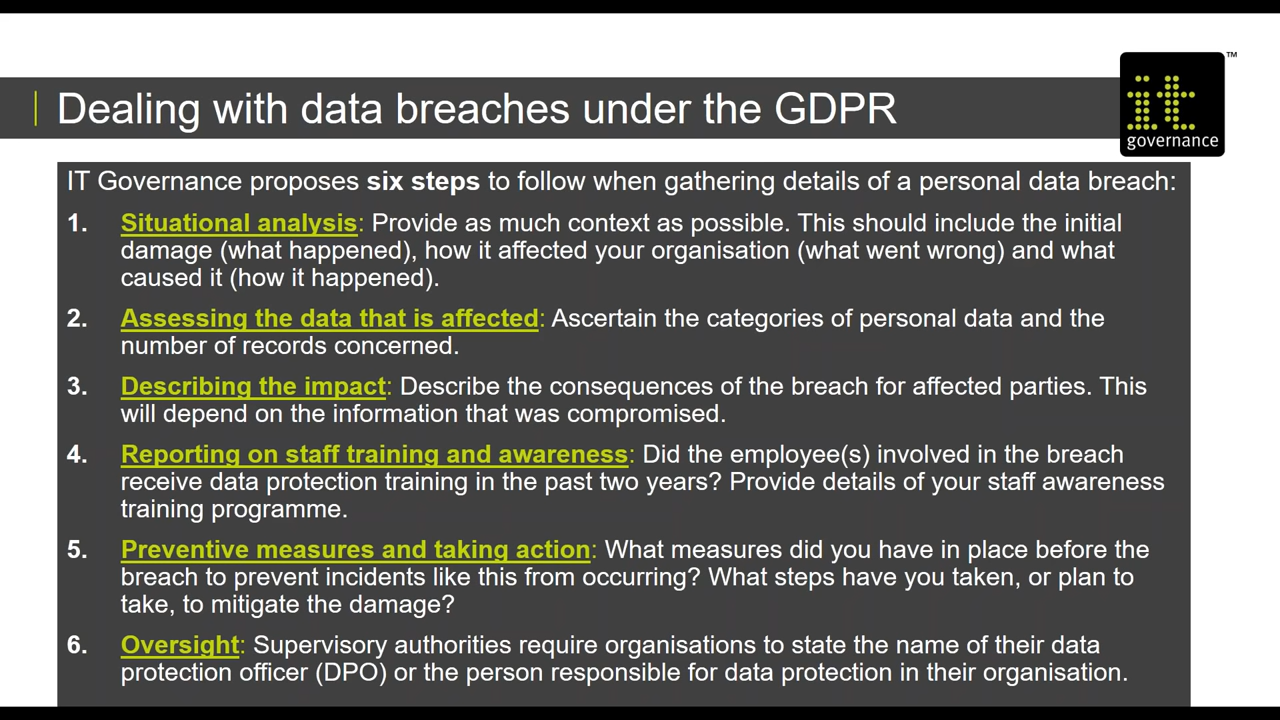 TM
it
governance
Dealing with data breaches under the GDPR
IT Governance proposes six steps to follow when gathering details of a personal data breach:
1. Situational analysis: Provide as much context as possible. This should include the initial
damage (what happened), how it affected your organisation (what went wrong) and what
caused it (how it happened).
2. Assessing the data that is affected: Ascertain the categories of personal data and the
number of records concerned.
3. Describing the impact: Describe the consequences of the breach for affected parties. This
will depend on the information that was compromised.
4. Reporting on staff training and awareness: Did the employee(s) involved in the breach
receive data protection training in the past two years? Provide details of your staff awareness
training programme.
5. Preventive measures and taking action: What measures did you have in place before the
breach to prevent incidents like this from occurring? What steps have you taken, or plan to
take, to mitigate the damage?
6. Oversight: Supervisory authorities require organisations to state the name of their data
protection officer (DPO) or the person responsible for data protection in their organisation.